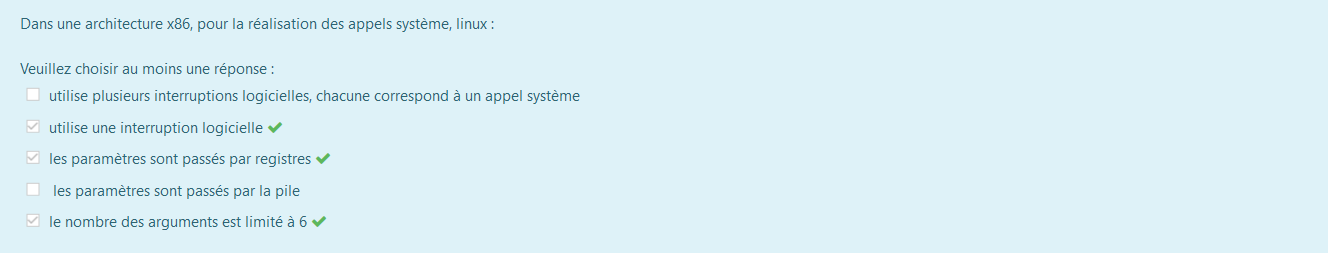 Dans une architecture x86, pour la réalisation des appels système, linux :
Veuillez choisir au moins une réponse :
utilise plusieurs interruptions logicielles, chacune correspond à un appel système
utilise une interruption logicielle
les paramètres sont passés par registres
les paramètres sont passés par la pile
le nombre des arguments est limité à 6